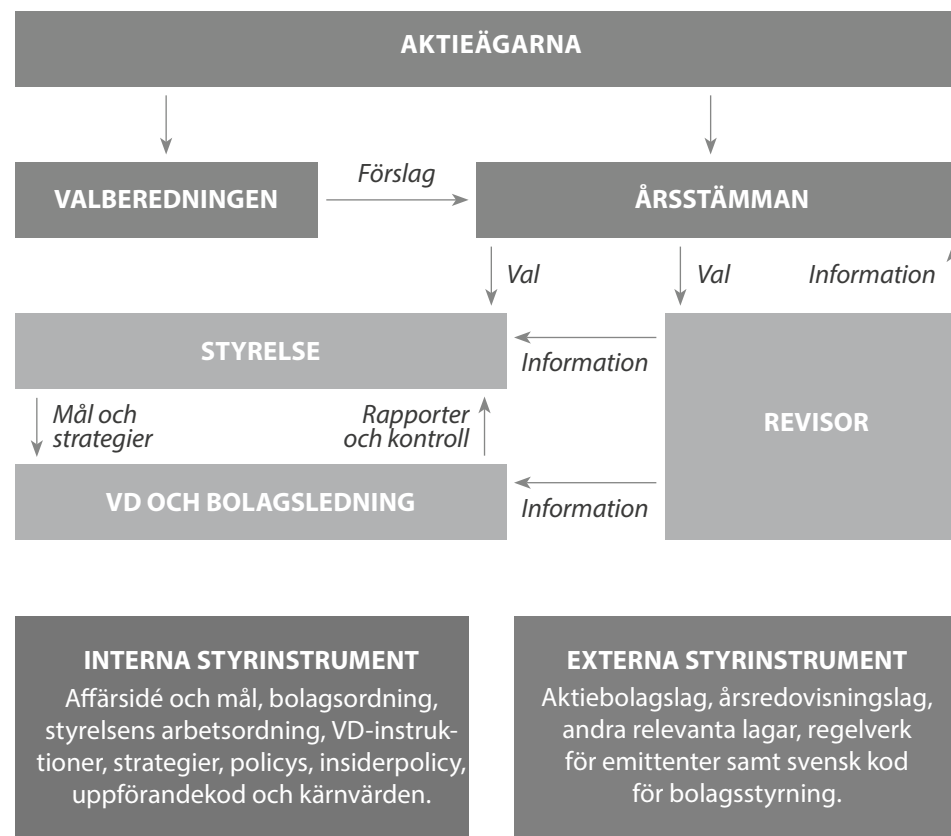 AKTIEÄGARNA
Förslag
VALBEREDNINGEN
ÅRSSTÄMMAN
Val
Val
Information
STYRELSE
Information
Mål och
strategier
Rapporter
och kontroll
REVISOR
VD OCH BOLAGSLEDNING
Information
INTERNA STYRINSTRUMENT
Affärsidé och mål, bolagsordning,
styrelsens arbetsordning, VD-instruk-
tioner, strategier, policys, insiderpolicy,
uppförandekod och kärnvärden.
EXTERNA STYRINSTRUMENT
Aktiebolagslag, årsredovisningslag,
andra relevanta lagar, regelverk
för emittenter samt svensk kod
för bolagsstyrning.